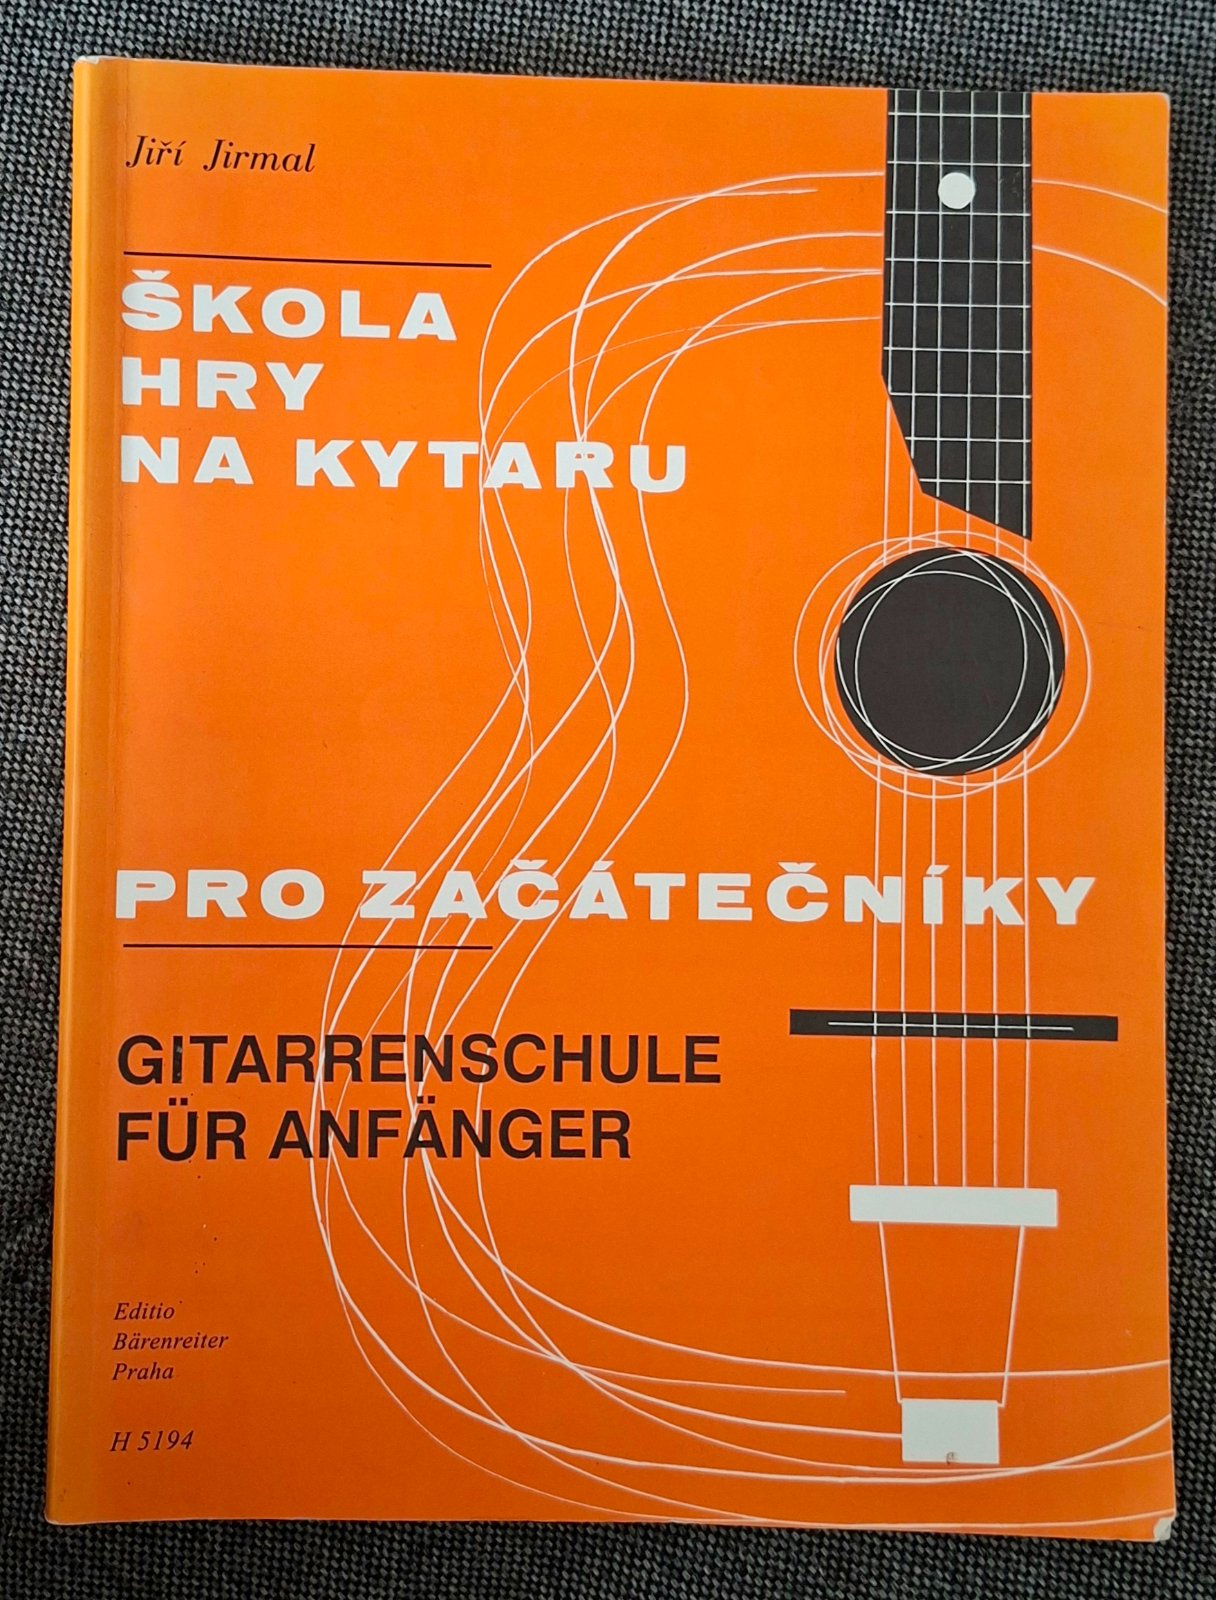 Jiří Jirmal
ŠKOLA
HRY
NA KYTARU
PRO ZAČÁTEČNÍKY
GITARRENSCHULE
FÜR ANFÄNGER
Editio
Bärenreiter
Praha
H 5194